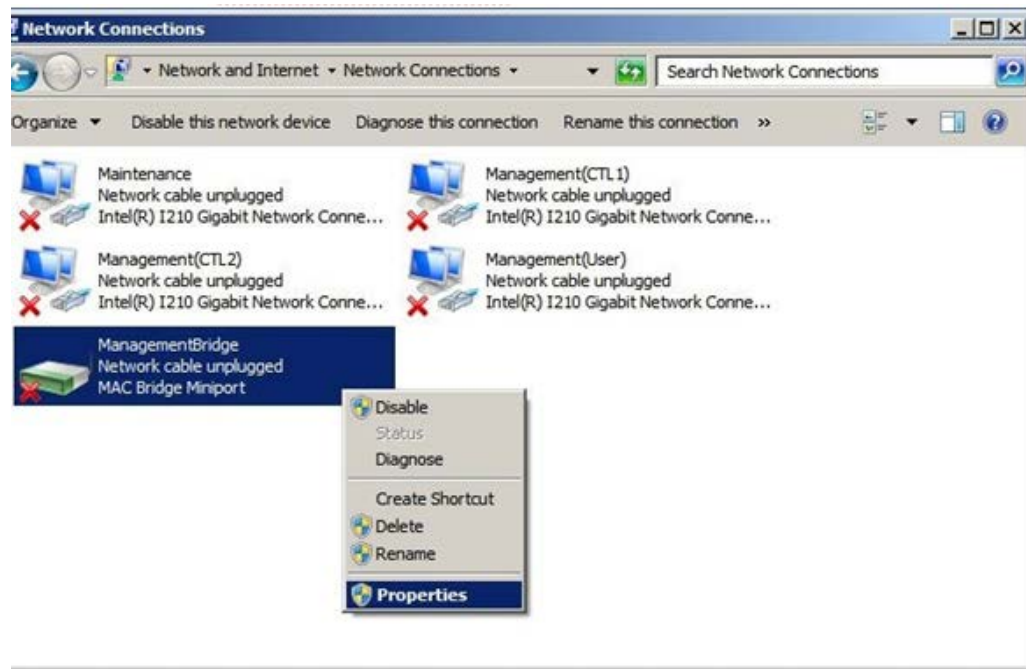 Network Connections
Network and Internet Network Connections
Search Network Connections
Organize Disable this network device Diagnose this connection Rename this connection »
Maintenance
Network cable unplugged
Intel(R) I210 Gigabit Network Conne...
Management(CTL1)
Network cable unplugged
Intel(R) I210 Gigabit Network Conne...
Management(CTL2)
Network cable unplugged
Intel(R) I210 Gigabit Network Conne...
Management(User)
Network cable unplugged
Intel(R) I210 Gigabit Network Conne...
ManagementBridge
Network cable unplugged
MAC Bridge Miniport
Disable
Status
Diagnose
Create Shortcut
Delete
Rename
Properties